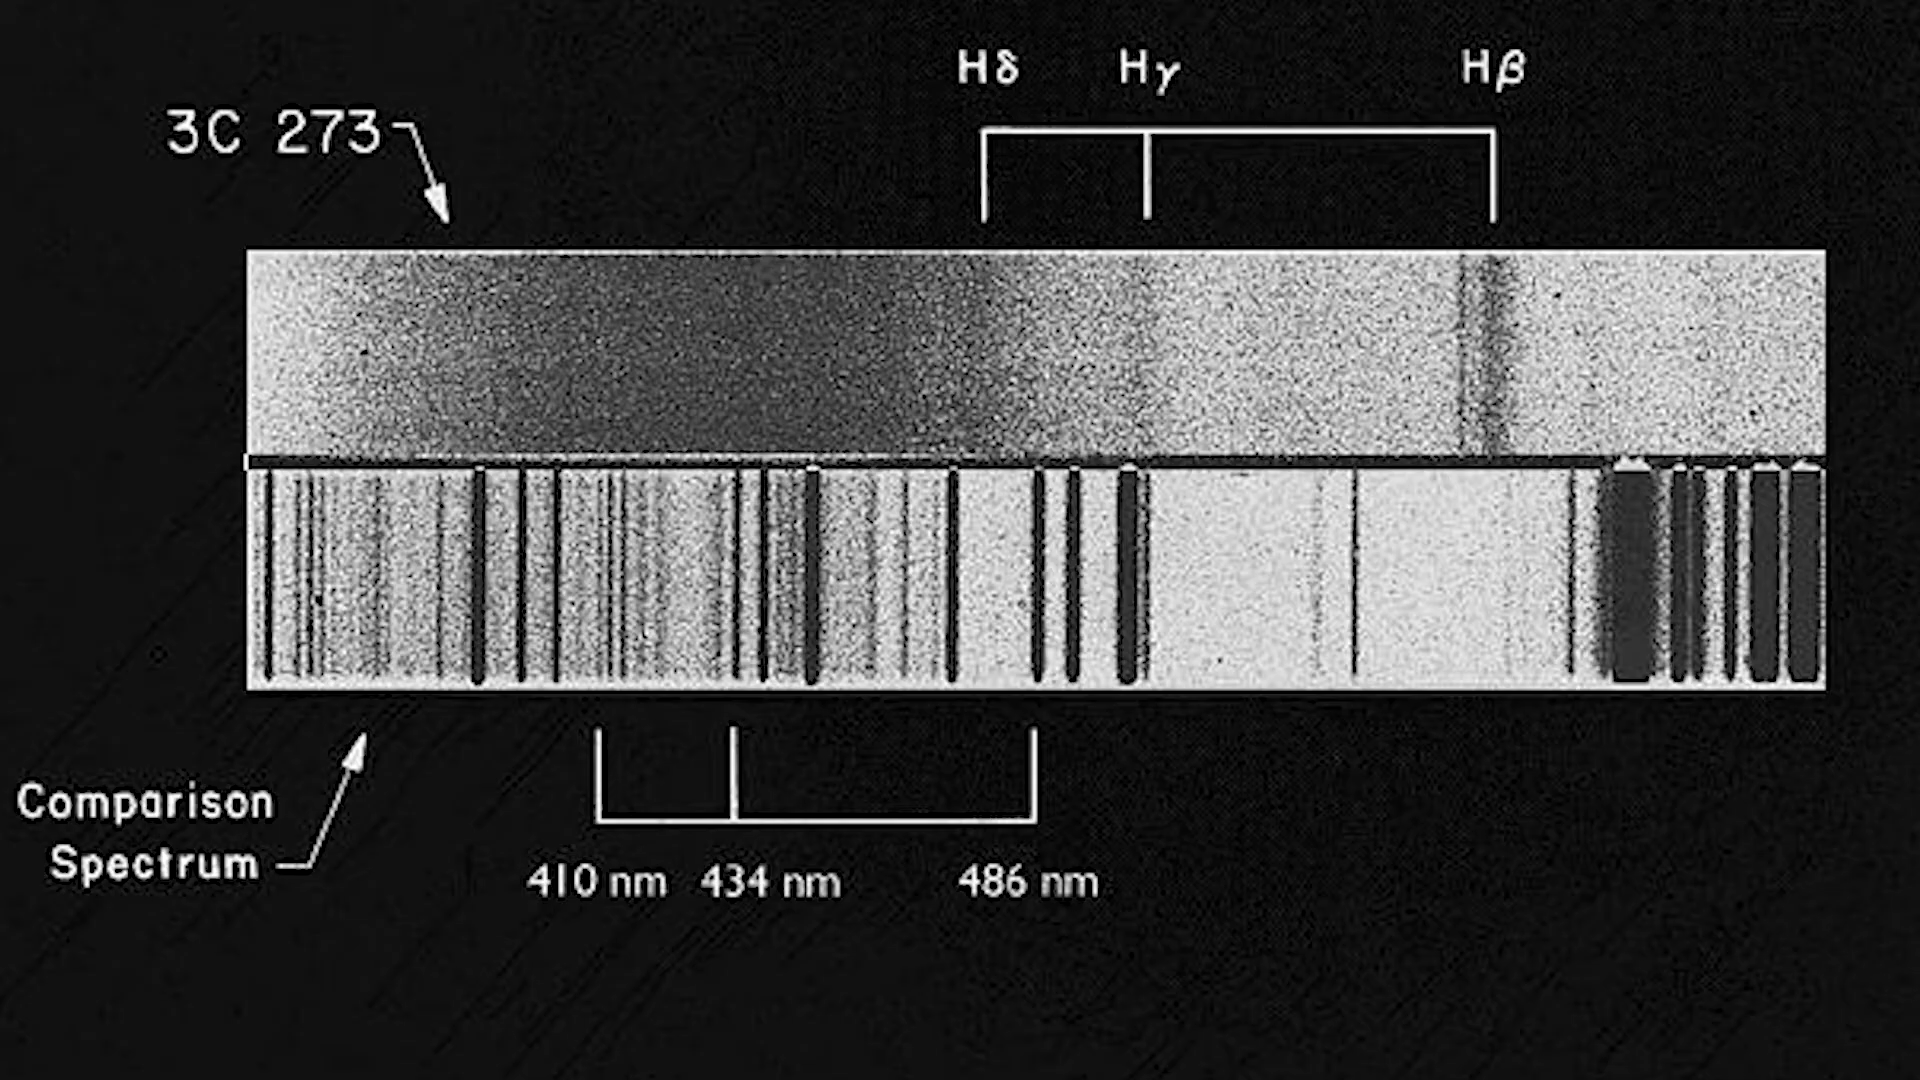 Hδ Hγ Hβ
3C 273
Comparison
Spectrum
410 nm 434 nm 486 nm